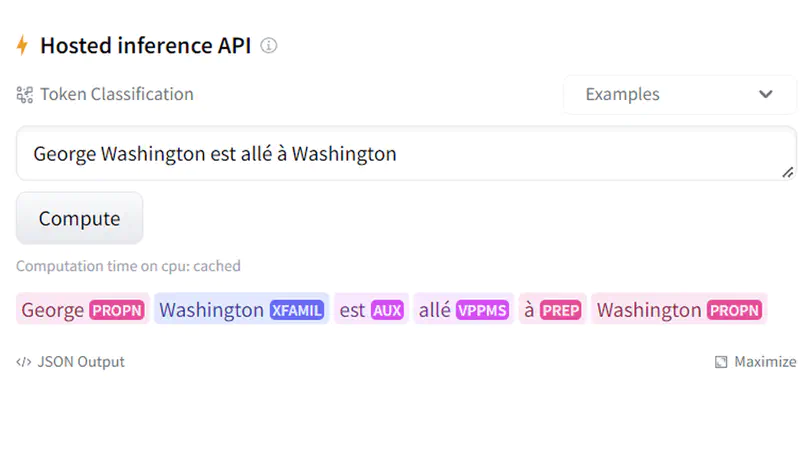 Hosted inference API
Token Classification Examples
George Washington est allé à Washington
Compute
Computation time on cpu: cached
George PROPN Washington XFAMIL est AUX allé VPPMS à PREP Washington PROPN
</> JSON Output Maximize